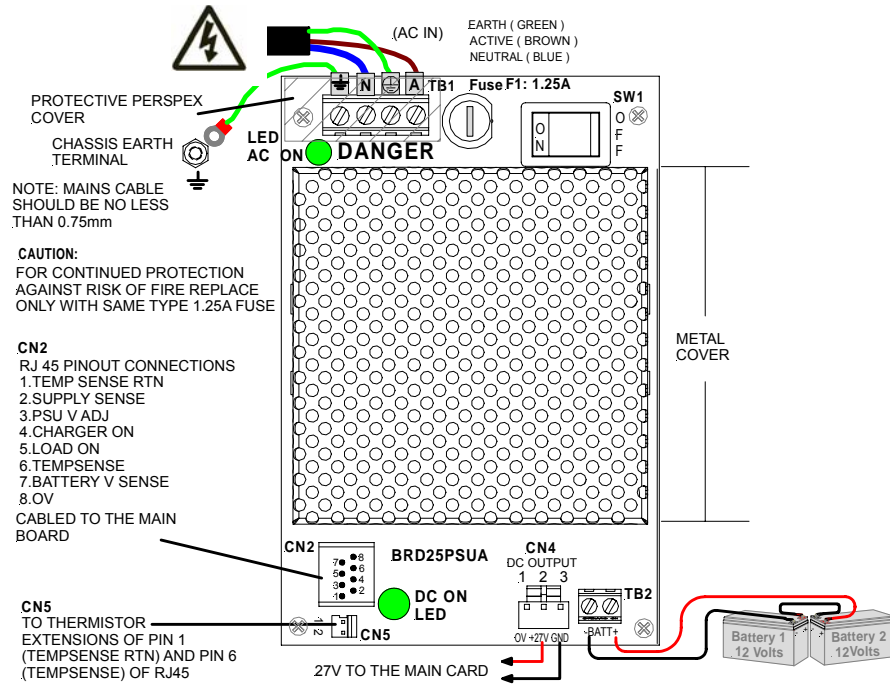 (AC IN)
EARTH ( GREEN )
ACTIVE ( BROWN )
NEUTRAL ( BLUE )
N
A
TB1
Fuse F1: 1.25A
SW1
ON
OFF
PROTECTIVE PERSPEX
COVER
CHASSIS EARTH
TERMINAL
LED
AC ON
DANGER
NOTE: MAINS CABLE
SHOULD BE NO LESS
THAN 0.75mm
CAUTION:
FOR CONTINUED PROTECTION
AGAINST RISK OF FIRE REPLACE
ONLY WITH SAME TYPE 1.25A FUSE
METAL
COVER
CN2
RJ 45 PINOUT CONNECTIONS
1.TEMP SENSE RTN
2.SUPPLY SENSE
3.PSU V ADJ
4.CHARGER ON
5.LOAD ON
6.TEMPSENSE
7.BATTERY V SENSE
8.OV
CABLED TO THE MAIN
BOARD
CN2
7 8
5 6
3 4
1 2
BRD25PSUA
DC ON
LED
CN4
DC OUTPUT
1 2 3
0V +27V GND
TB2
-BATT+
CN5
TO THERMISTOR
EXTENSIONS OF PIN 1
(TEMPSENSE RTN) AND PIN 6
(TEMPSENSE) OF RJ45
1
2
CN5
27V TO THE MAIN CARD
Battery 1
12 Volts
Battery 2
12Volts